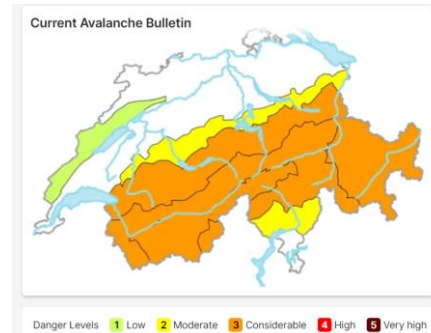 Current Avalanche Bulletin
Danger Levels 1 Low 2 Moderate 3 Considerable 4 High 5 Very high